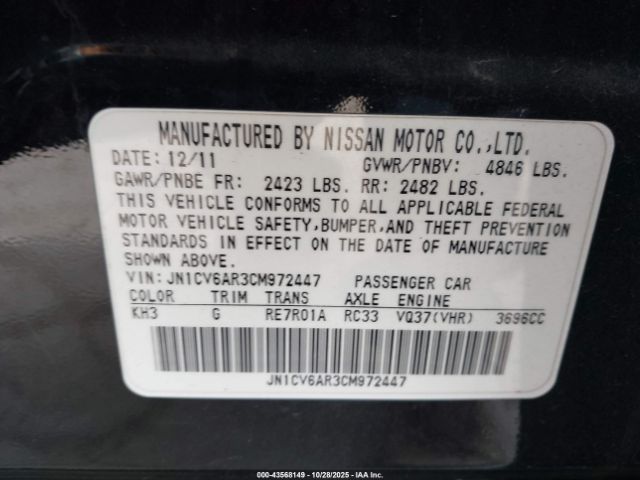 MANUFACTURED BY NISSAN MOTOR CO.,LTD.
DATE: 12/11 GVWR/PNBV: 4846 LBS.
GAWR/PNBE FR: 2423 LBS. RR: 2482 LBS.
THIS VEHICLE CONFORMS TO ALL APPLICABLE FEDERAL
MOTOR VEHICLE SAFETY,BUMPER,AND THEFT PREVENTION
STANDARDS IN EFFECT ON THE DATE OF MANUFACTURE
SHOWN ABOVE.
VIN: JN1CV6AR3CM972447 PASSENGER CAR
COLOR TRIM TRANS AXLE ENGINE
KH3 G RE7R01A RC33 VQ37(VHR) 3696CC
JN1CV6AR3CM972447
000-43568149 | 10/28/2025 | IAA Inc.